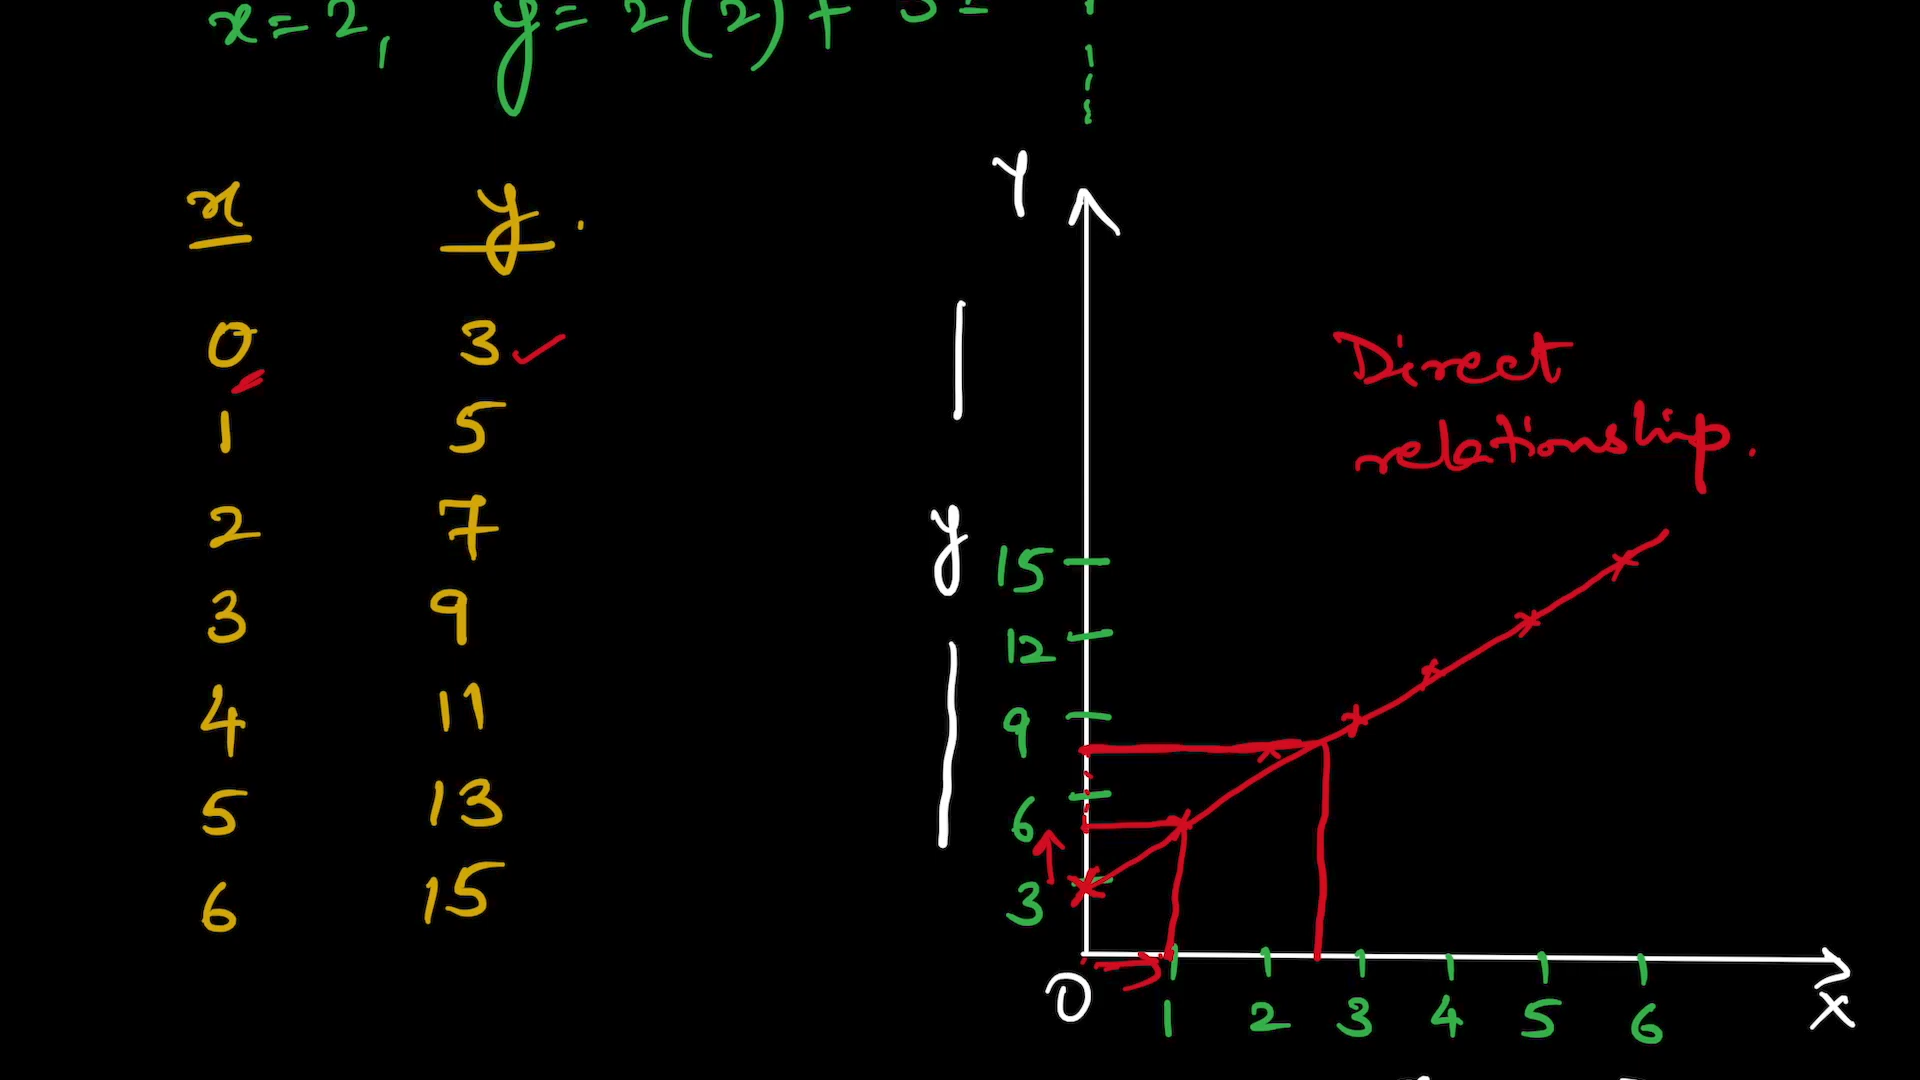 x = 2, y = 2(2) + 3 =
x y
0 3
1 5
2 7
3 9
4 11
5 13
6 15
Y
Direct
relationship.
y
15
12
9
6
3
0 1 2 3 4 5 6 X